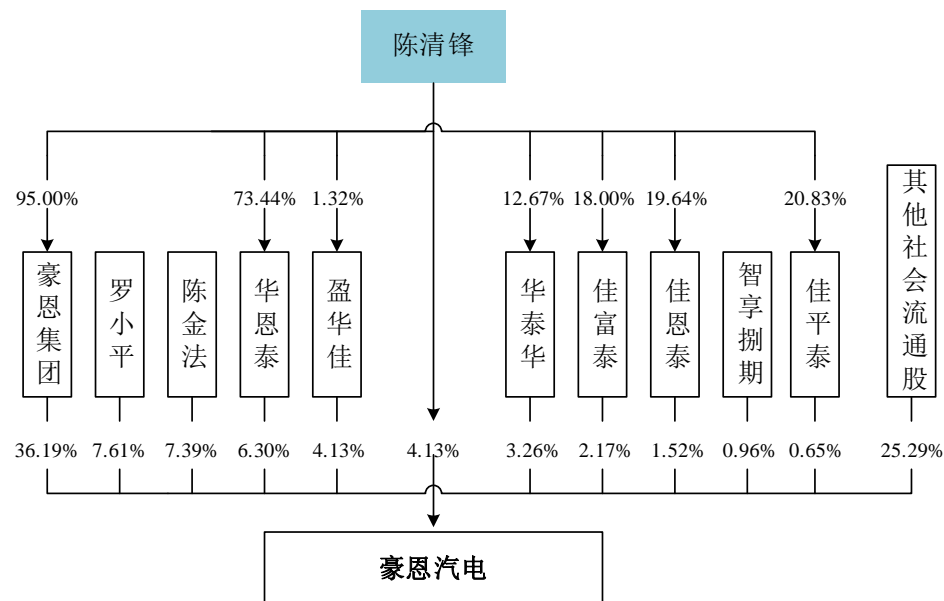 陈清锋
95.00%
73.44%
1.32%
12.67%
18.00%
19.64%
20.83%
豪恩集团
罗小平
陈金法
华恩泰
盈华佳
华泰华
佳富泰
佳恩泰
智享捌期
佳平泰
其他社会流通股
36.19%
7.61%
7.39%
6.30%
4.13%
4.13%
3.26%
2.17%
1.52%
0.96%
0.65%
25.29%
豪恩汽电